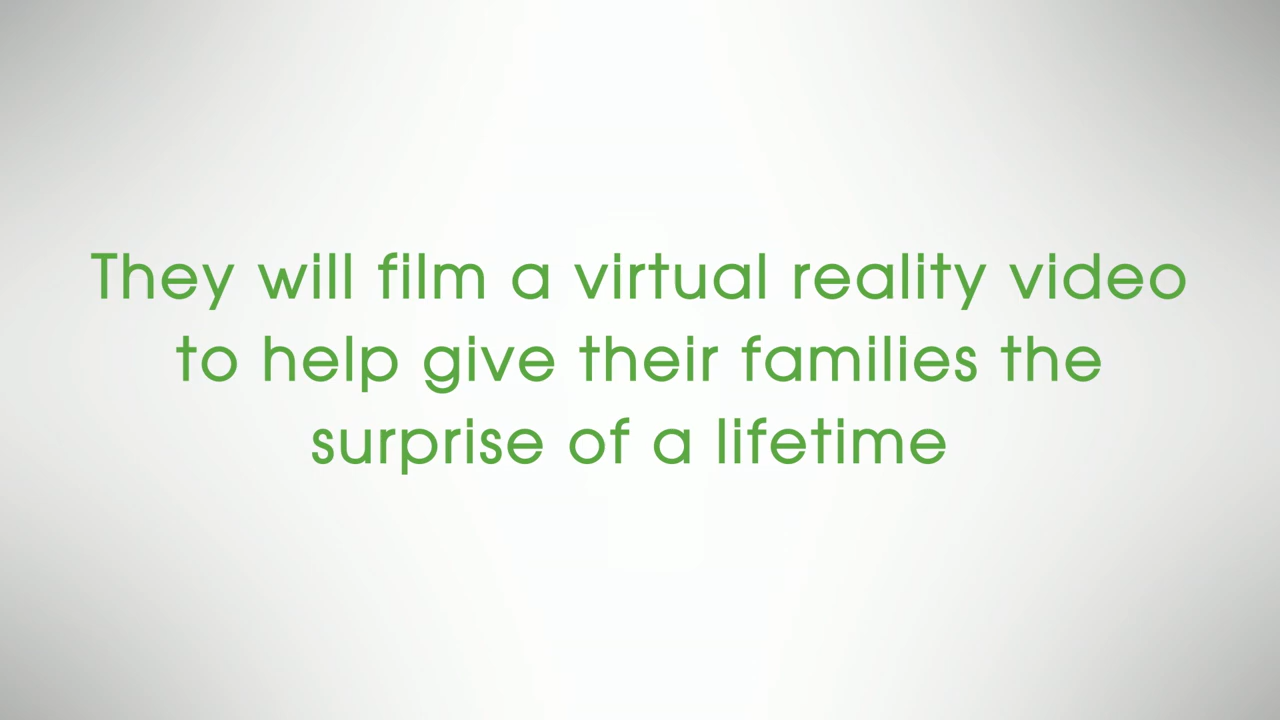 They will film a virtual reality video
to help give their families the
surprise of a lifetime